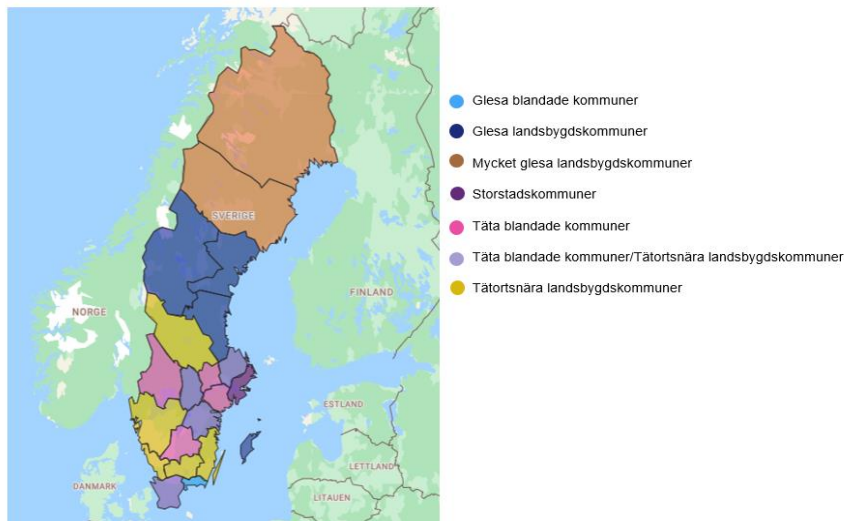 Glesa blandade kommuner
Glesa landsbygdskommuner
Mycket glesa landsbygdskommuner
Storstadskommuner
Täta blandade kommuner
Täta blandade kommuner/Tätortsnära landsbygdskommuner
Tätortsnära landsbygdskommuner
SVERIGE
FINLAND
NORGE
ESTLAND
LETTLAND
DANMARK
LITAUEN